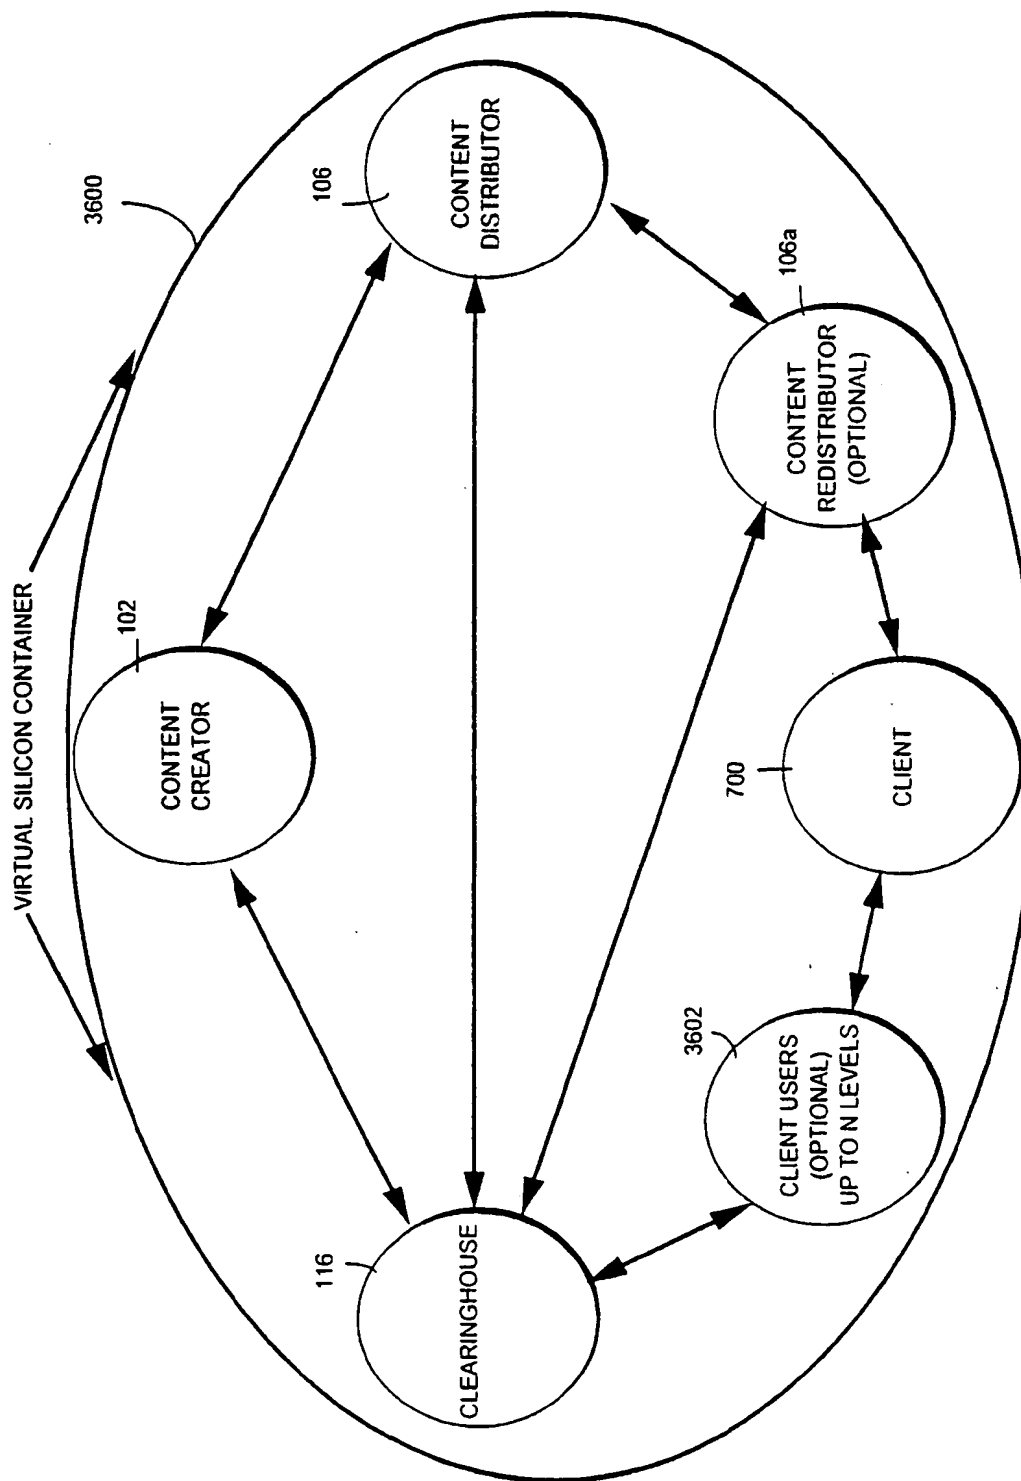 VIRTUAL SILICON CONTAINER
3600
102
CONTENT
CREATOR
106
CONTENT
DISTRIBUTOR
116
CLEARINGHOUSE
106a
CONTENT
REDISTRIBUTOR
(OPTIONAL)
3602
CLIENT USERS
(OPTIONAL)
UP TO N LEVELS
700
CLIENT